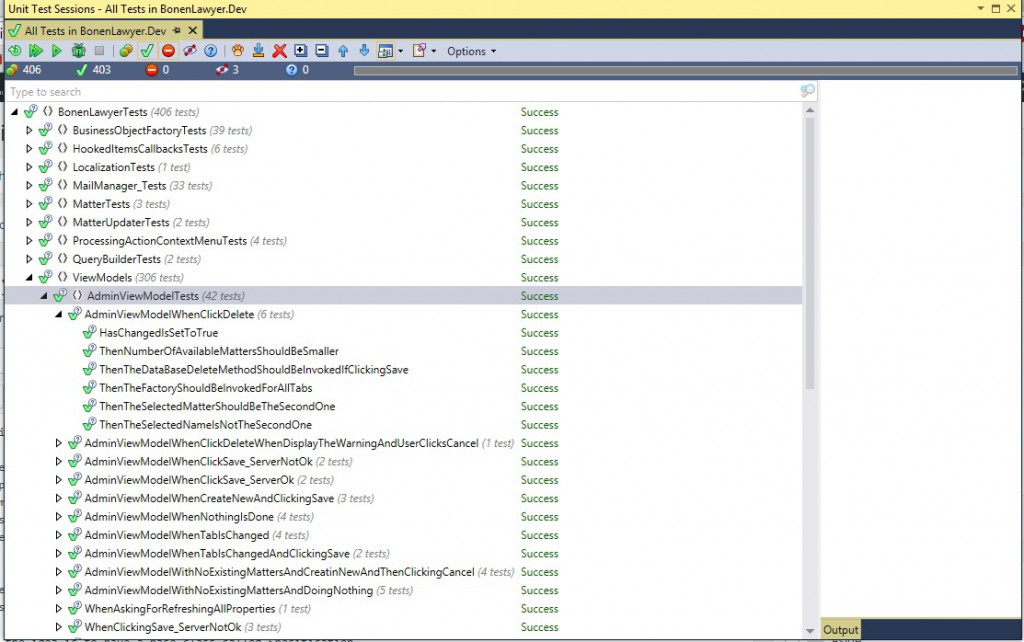 Unit Test Sessions - All Tests in BonenLawyer.Dev
All Tests in BonenLawyer.Dev
Options
406 403 0 3 0
Type to search
BonenLawyerTests (406 tests) Success
BusinessObjectFactoryTests (39 tests) Success
HookedItemsCallbacksTests (6 tests) Success
LocalizationTests (1 test) Success
MailManager_Tests (33 tests) Success
MatterTests (3 tests) Success
MatterUpdaterTests (2 tests) Success
ProcessingActionContextMenuTests (4 tests) Success
QueryBuilderTests (2 tests) Success
ViewModels (306 tests) Success
AdminViewModelTests (42 tests) Success
AdminViewModelWhenClickDelete (6 tests) Success
HasChangedIsSetToTrue Success
ThenNumberOfAvailableMattersShouldBeSmaller Success
ThenTheDataBaseDeleteMethodShouldBeInvokedIfClickingSave Success
ThenTheFactoryShouldBeInvokedForAllTabs Success
ThenTheSelectedMatterShouldBeTheSecondOne Success
ThenTheSelectedNameIsNotTheSecondOne Success
AdminViewModelWhenClickDeleteWhenDisplayTheWarningAndUserClicksCancel (1 test) Success
AdminViewModelWhenClickSave_ServerNotOk (2 tests) Success
AdminViewModelWhenClickSave_ServerOk (2 tests) Success
AdminViewModelWhenCreateNewAndClickingSave (3 tests) Success
AdminViewModelWhenNothingIsDone (4 tests) Success
AdminViewModelWhenTabIsChanged (4 tests) Success
AdminViewModelWhenTabIsChangedAndClickingSave (2 tests) Success
AdminViewModelWithNoExistingMattersAndCreatinNewAndThenClickingCancel (4 tests) Success
AdminViewModelWithNoExistingMattersAndDoingNothing (5 tests) Success
WhenAskingForRefreshingAllProperties (1 test) Success
WhenClickingSave_ServerNotOk (3 tests) Success
Output